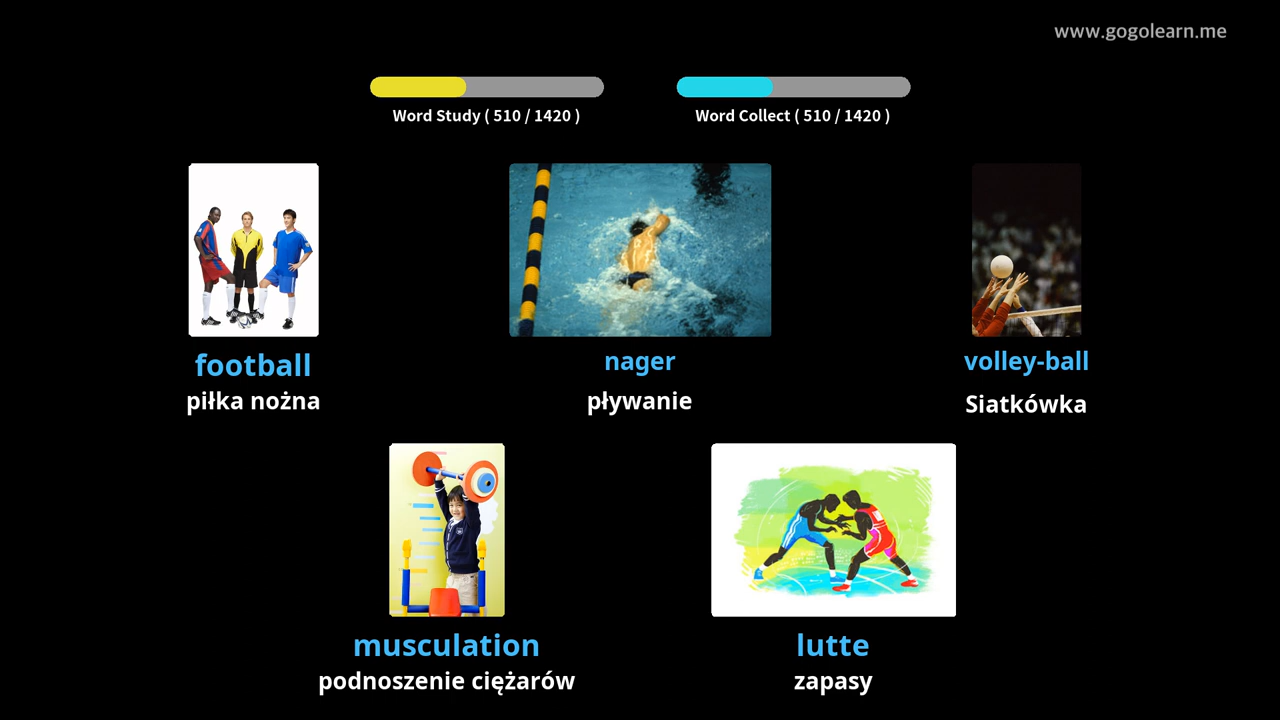 www.gogolearn.me
Word Study ( 510 / 1420 )
Word Collect ( 510 / 1420 )
football
piłka nożna
nager
pływanie
volley-ball
Siatkówka
musculation
podnoszenie ciężarów
lutte
zapasy